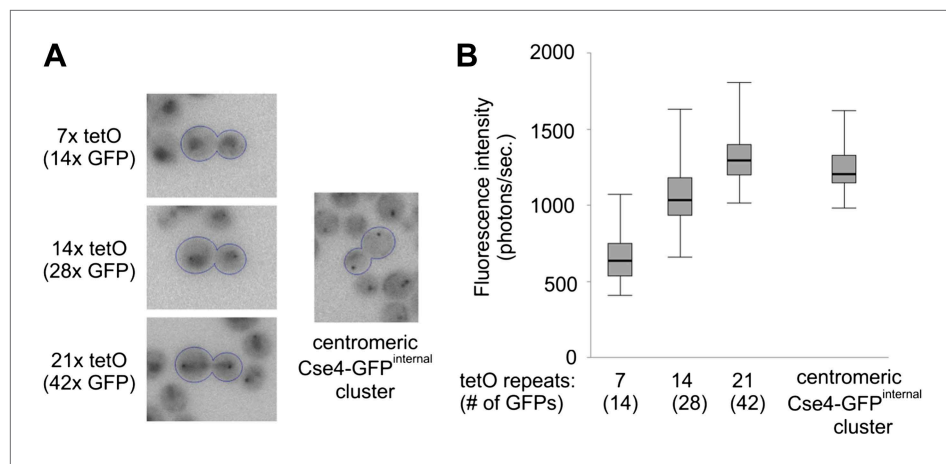 A
7x tetO
(14x GFP)
14x tetO
(28x GFP)
21x tetO
(42x GFP)
centromeric
Cse4-GFPinternal
cluster
B
Fluorescence intensity
(photons/sec.)
2000
1500
1000
500
0
tetO repeats: 7 14 21 centromeric
(# of GFPs) (14) (28) (42) Cse4-GFPinternal
cluster